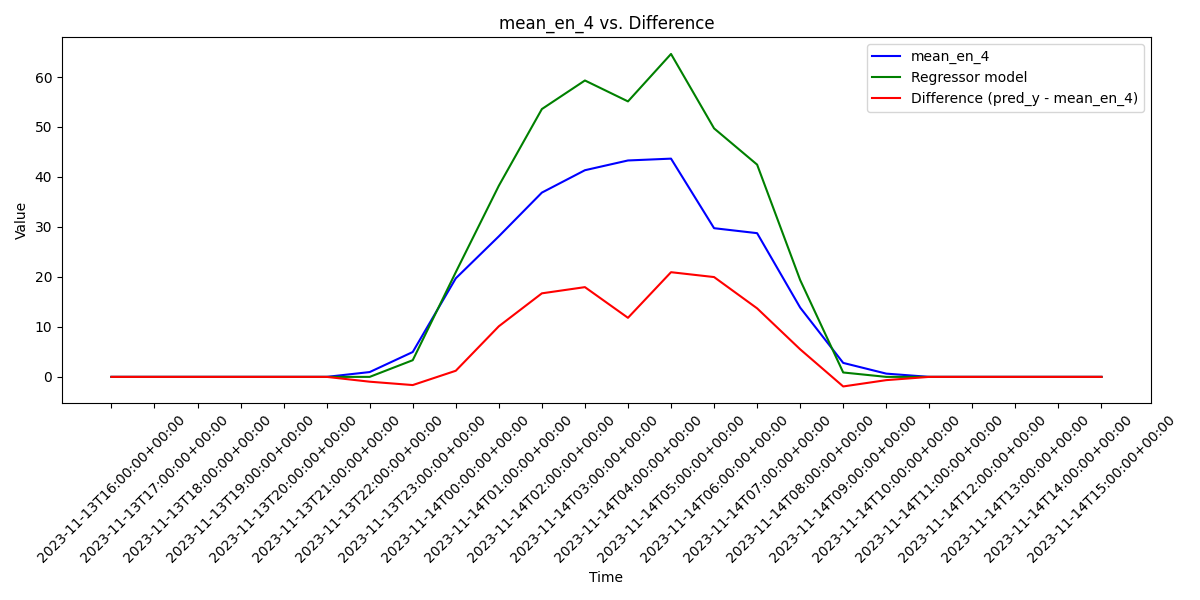 mean_en_4 vs. Difference
mean_en_4
Regressor model
Difference (pred_y - mean_en_4)
Value
60
50
40
30
20
10
0
2023-11-13T16:00:00+00:00
2023-11-13T17:00:00+00:00
2023-11-13T18:00:00+00:00
2023-11-13T19:00:00+00:00
2023-11-13T20:00:00+00:00
2023-11-13T21:00:00+00:00
2023-11-13T22:00:00+00:00
2023-11-13T23:00:00+00:00
2023-11-14T00:00:00+00:00
2023-11-14T01:00:00+00:00
2023-11-14T02:00:00+00:00
2023-11-14T03:00:00+00:00
2023-11-14T04:00:00+00:00
2023-11-14T05:00:00+00:00
2023-11-14T06:00:00+00:00
2023-11-14T07:00:00+00:00
2023-11-14T08:00:00+00:00
2023-11-14T09:00:00+00:00
2023-11-14T10:00:00+00:00
2023-11-14T11:00:00+00:00
2023-11-14T12:00:00+00:00
2023-11-14T13:00:00+00:00
2023-11-14T14:00:00+00:00
2023-11-14T15:00:00+00:00
Time